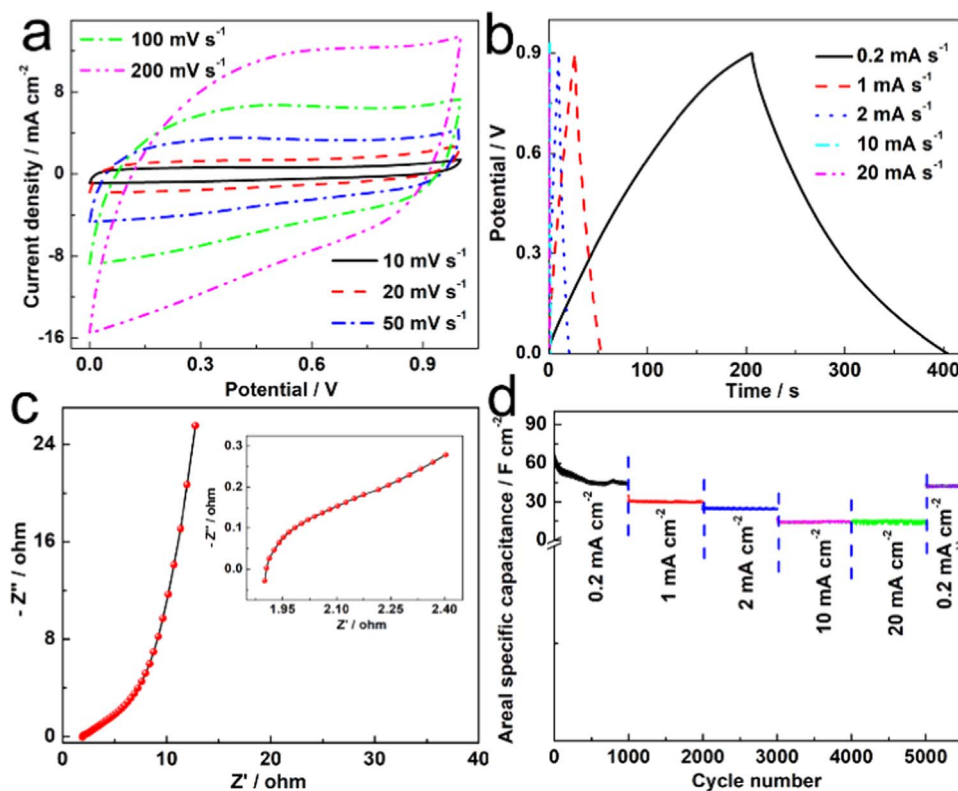 a
100 mV s⁻¹
200 mV s⁻¹
10 mV s⁻¹
20 mV s⁻¹
50 mV s⁻¹
Current density / mA cm⁻²
8
0
-8
-16
0.0 0.3 0.6 0.9
Potential / V
b
0.2 mA s⁻¹
1 mA s⁻¹
2 mA s⁻¹
10 mA s⁻¹
20 mA s⁻¹
Potential / V
0.9
0.6
0.3
0.0
0 100 200 300 400
Time / s
c
- Z'' / ohm
24
16
8
0
0 10 20 30 40
Z' / ohm
- Z'' / ohm
0.3
0.2
0.1
0.0
1.95 2.10 2.25 2.40
Z' / ohm
d
Areal specific capacitance / F cm⁻²
90
60
30
0
0.2 mA cm⁻²
1 mA cm⁻²
2 mA cm⁻²
10 mA cm⁻²
20 mA cm⁻²
0.2 mA cm⁻²
0 1000 2000 3000 4000 5000
Cycle number